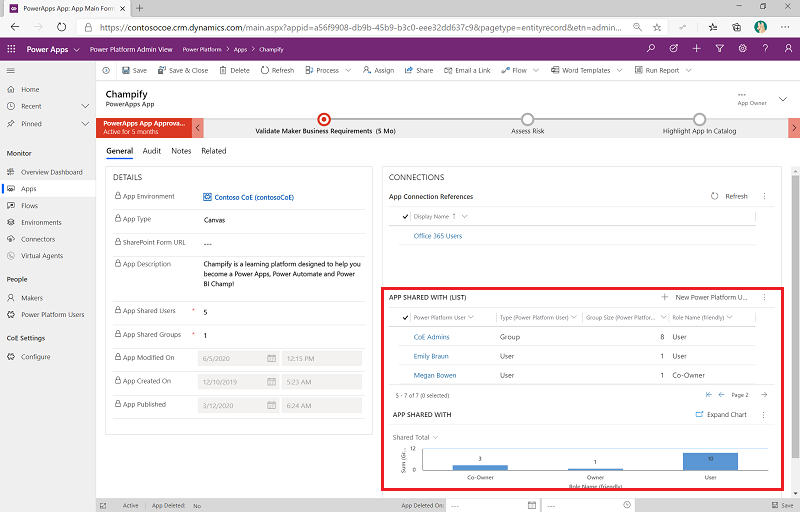 PowerApps App: App Main Form
https://contosocoe.crm.dynamics.com/main.aspx?appid=a56f9908-db9b-45b9-b3c0-eee32dd637c9&pagetype=entityrecord&etn=admin...
Power Apps Power Platform Admin View Power Platform > Apps > Champify
Save Save & Close Delete Refresh Process Assign Share Email a Link Flow Word Templates Run Report
Home
Recent
Pinned
Monitor
Overview Dashboard
Apps
Flows
Environments
Connectors
Virtual Agents
People
Makers
Power Platform Users
CoE Settings
Configure
Champify
PowerApps App
---
App Owner
PowerApps App Approva...
Active for 5 months
Validate Maker Business Requirements (5 Mo)
Assess Risk
Highlight App In Catalog
General Audit Notes Related
DETAILS
App Environment Contoso CoE (contosoCoE)
App Type Canvas
SharePoint Form URL ---
App Description Champify is a learning platform designed to help you
become a Power Apps, Power Automate and Power
BI Champ!
App Shared Users * 5
App Shared Groups * 1
App Modified On 6/5/2020 12:15 PM
App Created On 12/10/2019 5:23 AM
App Published 3/12/2020 6:24 AM
CONNECTIONS
App Connection References Refresh
Display Name ↑
Office 365 Users
APP SHARED WITH (LIST) + New Power Platform U...
Power Platform User Type (Power Platform User) Group Size (Power Platfor... Role Name (friendly)
CoE Admins Group 8 User
Emily Braun User 1 User
Megan Bowen User 1 Co-Owner
5 - 7 of 7 (0 selected) Page 2
APP SHARED WITH Expand Chart
Shared Total
Sum (Gr...
12
0
3
1
10
Co-Owner Owner User
Role Name (friendly)
Active App Deleted: No App Deleted On: --- --- Save